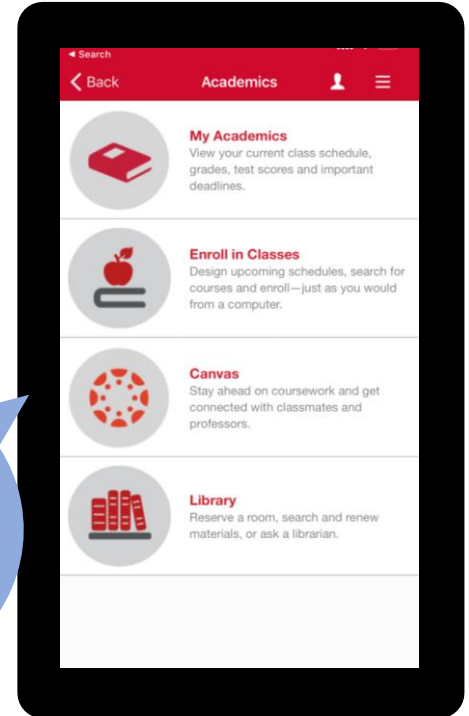 ◄ Search
Back Academics
My Academics
View your current class schedule,
grades, test scores and important
deadlines.
Enroll in Classes
Design upcoming schedules, search for
courses and enroll—just as you would
from a computer.
Canvas
Stay ahead on coursework and get
connected with classmates and
professors.
Library
Reserve a room, search and renew
materials, or ask a librarian.